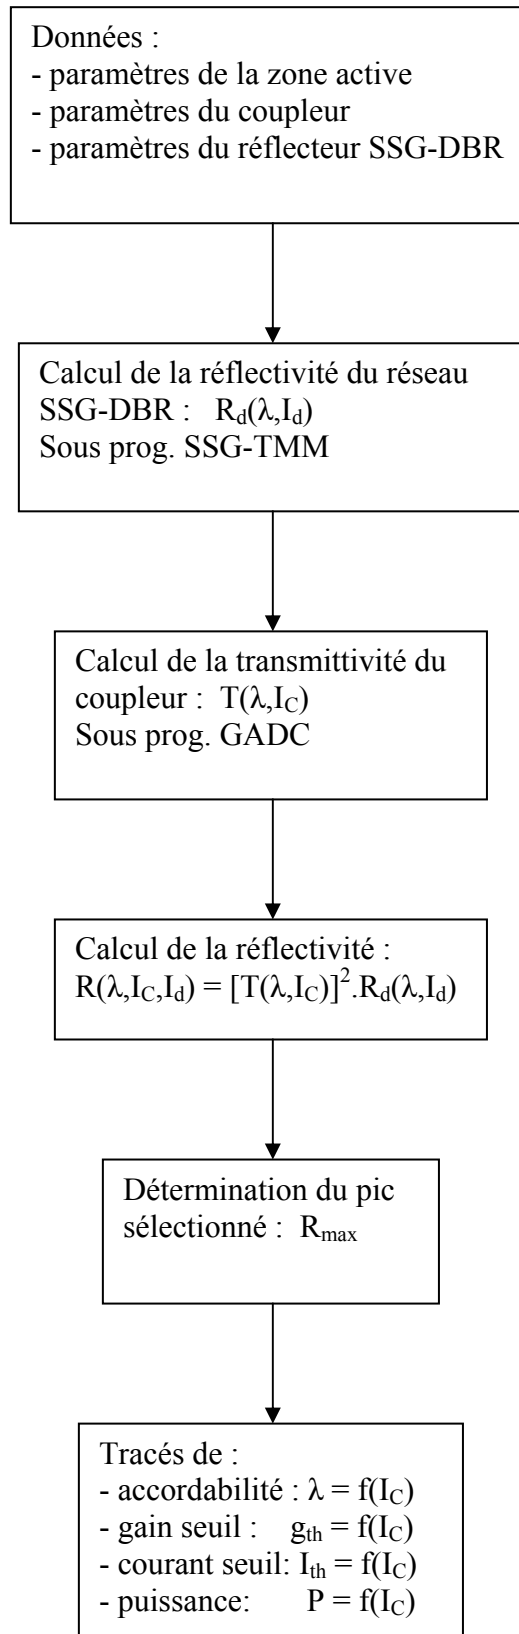 Données :
- paramètres de la zone active
- paramètres du coupleur
- paramètres du réflecteur SSG-DBR
Calcul de la réflectivité du réseau
SSG-DBR :   R_d(λ,I_d)
Sous prog. SSG-TMM
Calcul de la transmittivité du
coupleur :  T(λ,I_C)
Sous prog. GADC
Calcul de la réflectivité :
R(λ,I_C,I_d) = [T(λ,I_C)]².R_d(λ,I_d)
Détermination du pic
sélectionné :  R_max
Tracés de :
- accordabilité : λ = f(I_C)
- gain seuil :   g_th = f(I_C)
- courant seuil: I_th = f(I_C)
- puissance:       P = f(I_C)